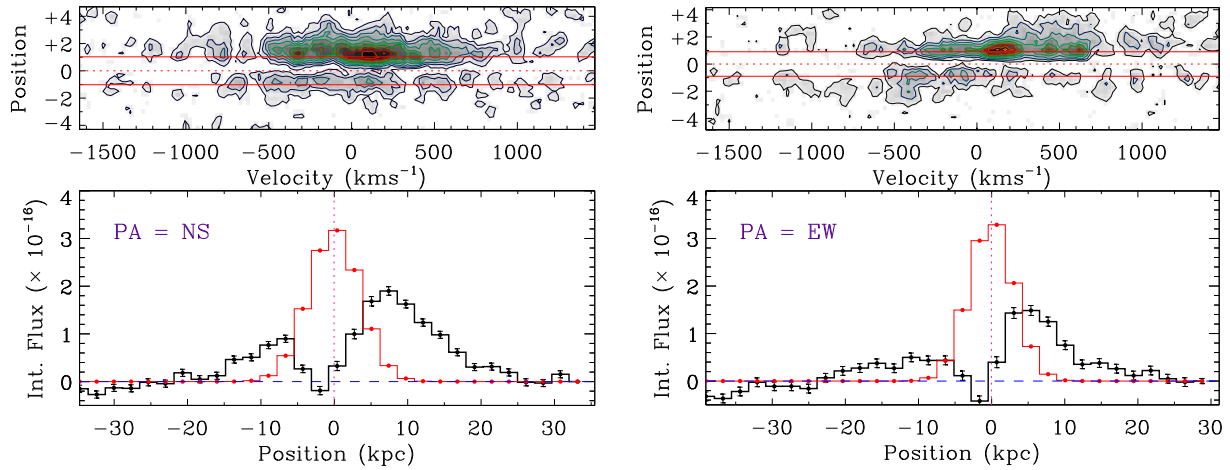 +4
+2
0
−2
−4
Position
−1500 −1000 −500 0 500 1000
Velocity (kms⁻¹)
+4
+2
0
−2
−4
Position
−1500 −1000 −500 0 500 1000
Velocity (kms⁻¹)
4
3
2
1
0
Int. Flux (× 10⁻¹⁶)
PA = NS
−30 −20 −10 0 10 20 30
Position (kpc)
4
3
2
1
0
Int. Flux (× 10⁻¹⁶)
PA = EW
−30 −20 −10 0 10 20 30
Position (kpc)